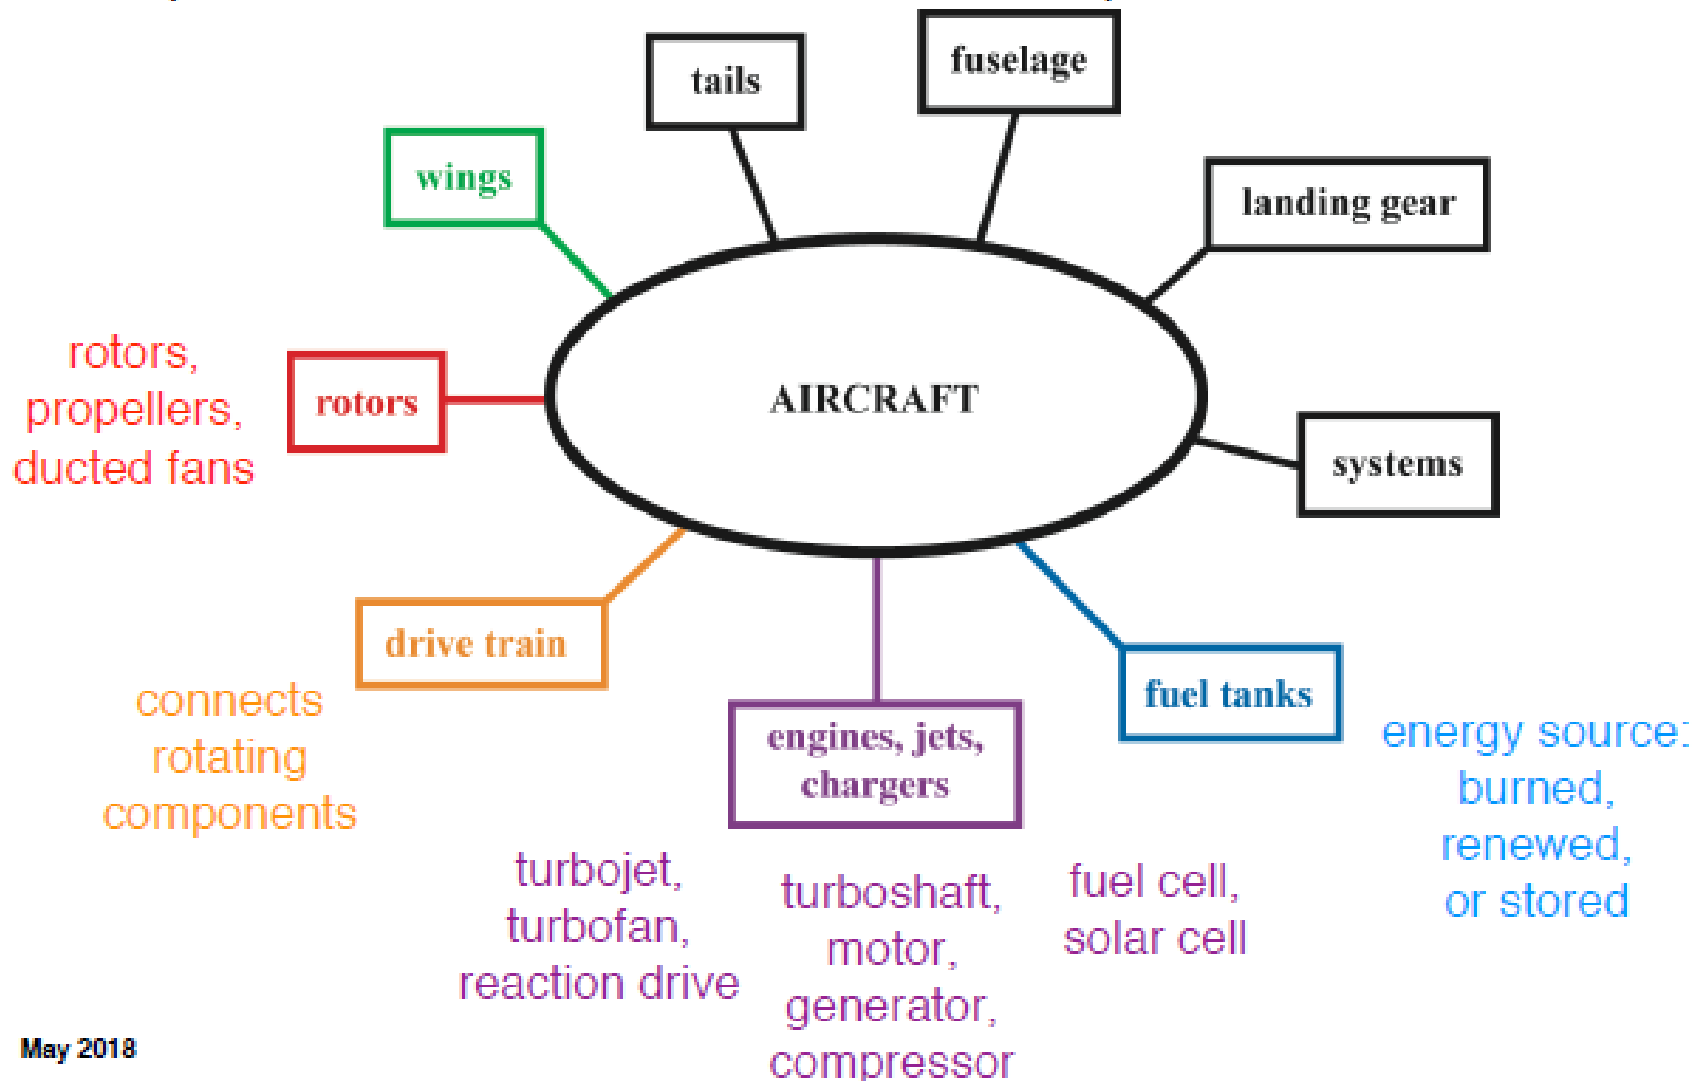 tails
fuselage
wings
landing gear
rotors,
propellers,
ducted fans
rotors
AIRCRAFT
systems
drive train
connects
rotating
components
engines, jets,
chargers
fuel tanks
energy source:
burned,
renewed,
or stored
turbojet,
turbofan,
reaction drive
turboshaft,
motor,
generator,
compressor
fuel cell,
solar cell
May 2018